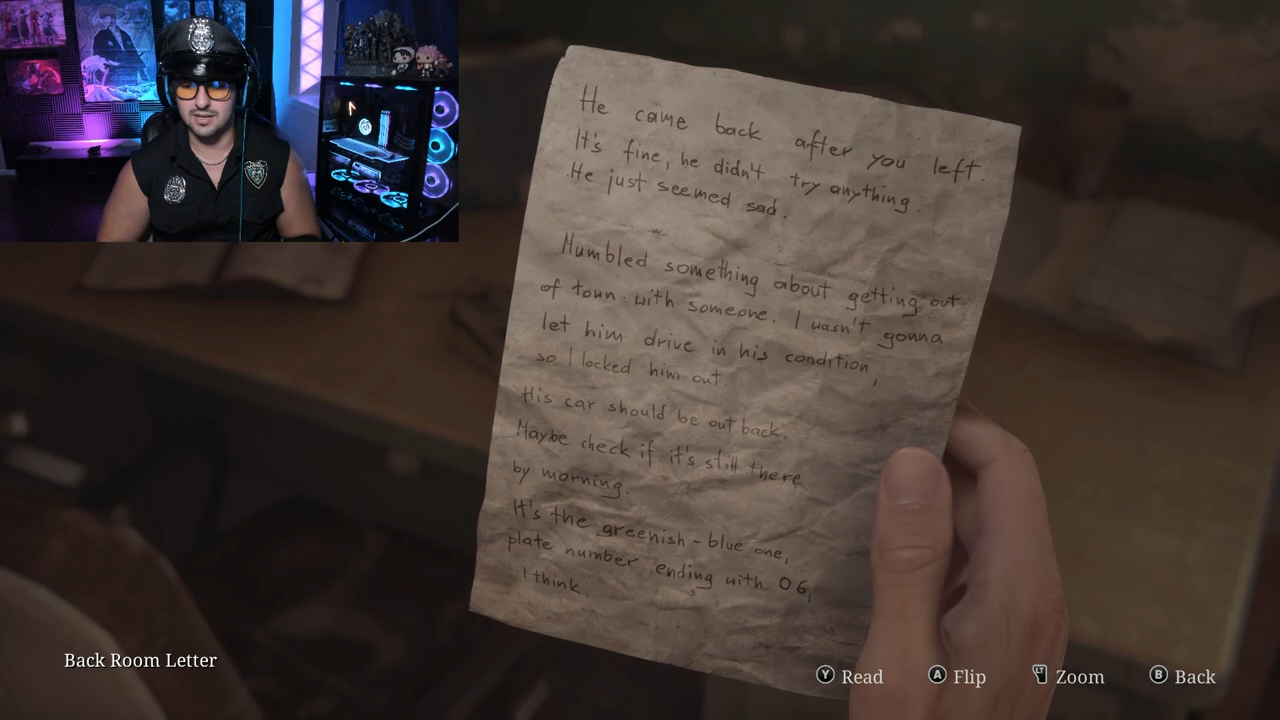 He came back after you left.
It's fine, he didn't try anything.
He just seemed sad.
Mumbled something about getting out
of town with someone. I wasn't gonna
let him drive in his condition,
so I locked him out.
His car should be out back.
Maybe check if it's still there
by morning.
It's the greenish-blue one,
plate number ending with 06,
I think.
Back Room Letter
Y Read
A Flip
LT Zoom
B Back